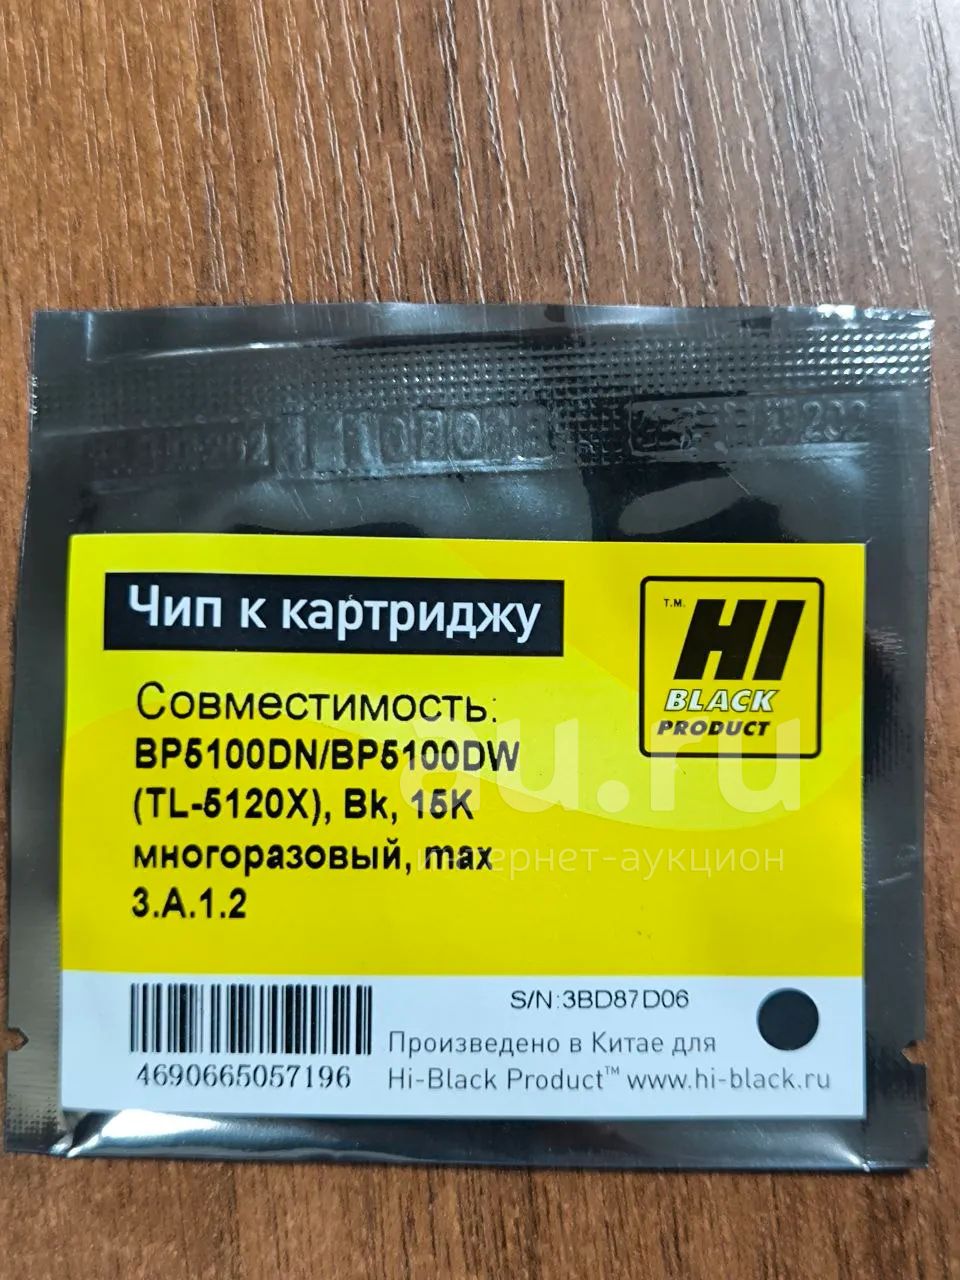 Чип к картриджу
T.M.
HI
BLACK
PRODUCT
Совместимость:
BP5100DN/BP5100DW
(TL-5120X), Bk, 15K
многоразовый, max
3.A.1.2
au.ru
интернет-аукцион
4690665057196
S/N:3BD87D06
Произведено в Китае для
Hi-Black Product™ www.hi-black.ru